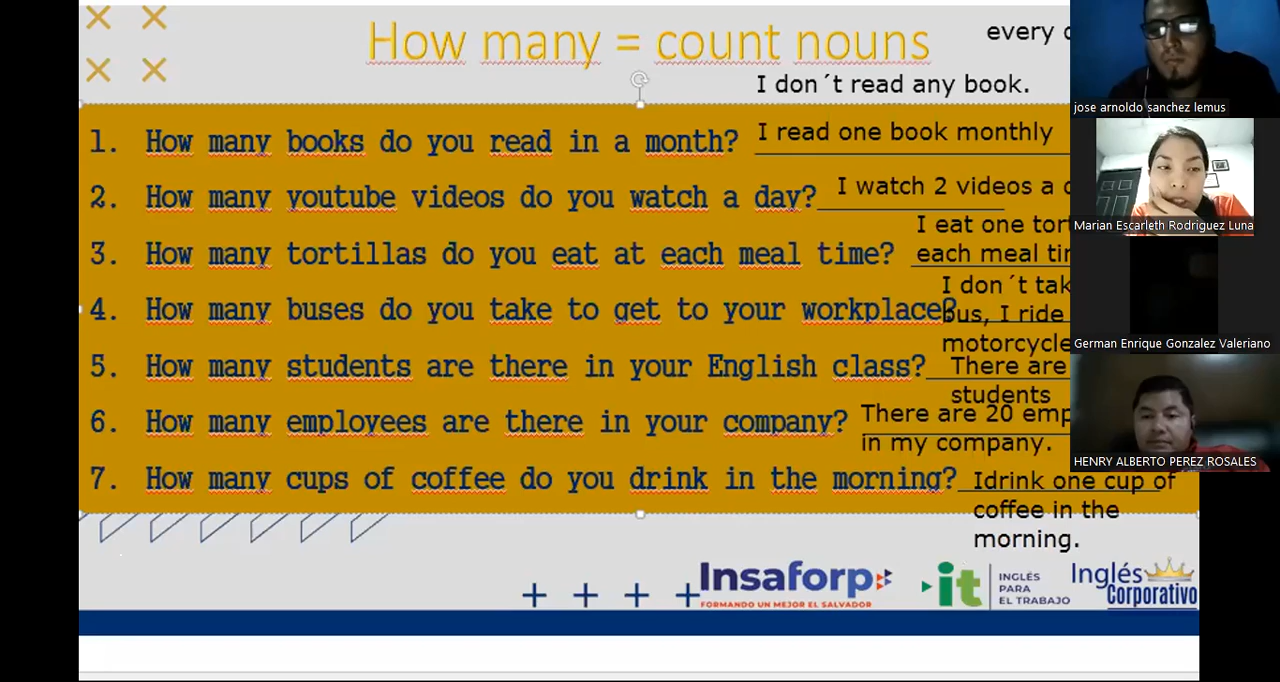 How many = count nouns
every
I don´t read any book.
1. How many books do you read in a month?
I read one book monthly
2. How many youtube videos do you watch a day?
I watch 2 videos a
3. How many tortillas do you eat at each meal time?
I eat one
each meal
4. How many buses do you take to get to your workplace?
I don´t
bus, I ride
motorcycle
5. How many students are there in your English class?
There are
students
6. How many employees are there in your company?
There are 20
in my company.
7. How many cups of coffee do you drink in the morning?
Idrink one cup of
coffee in the
morning.
Insaforp
FORMANDO UN MEJOR EL SALVADOR
it
INGLÉS
PARA
EL TRABAJO
Inglés
Corporativo
jose arnoldo sanchez lemus
Marian Escarleth Rodriguez Luna
German Enrique Gonzalez Valeriano
HENRY ALBERTO PEREZ ROSALES